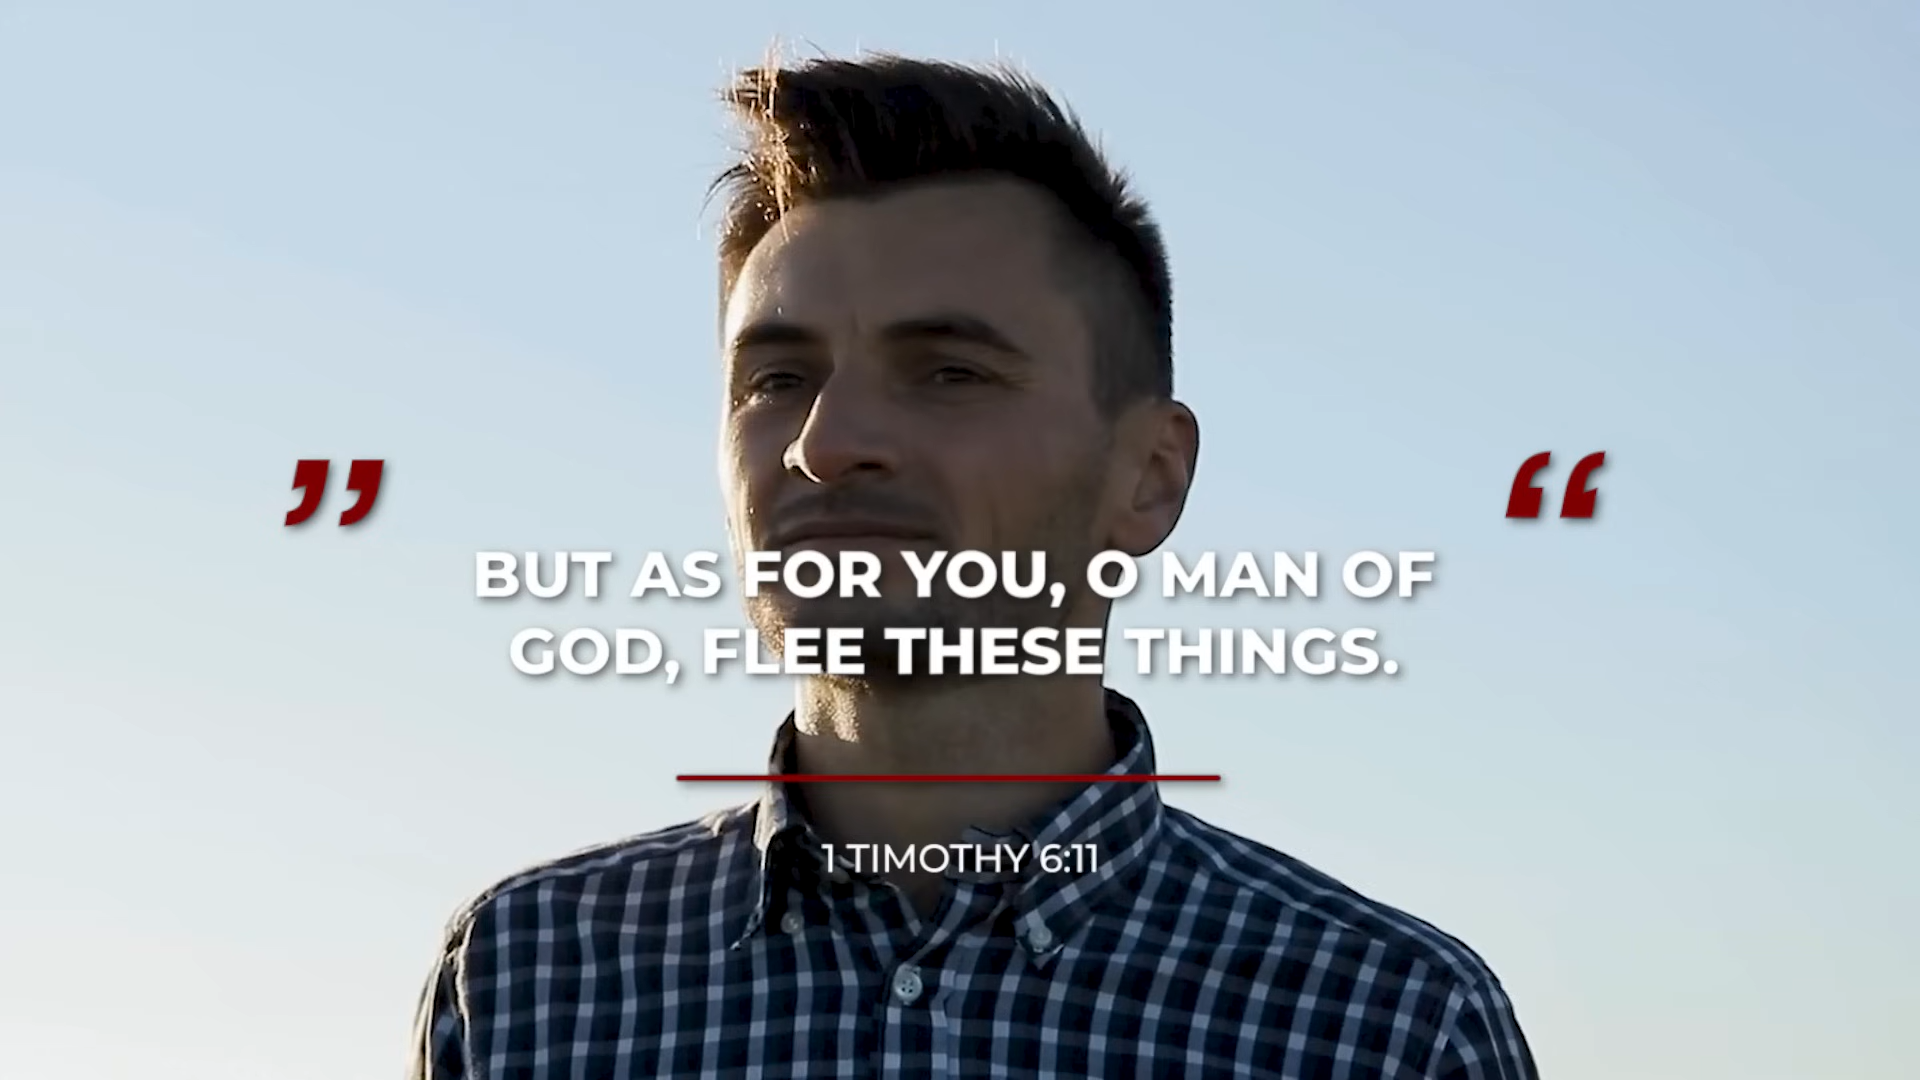 ” “
BUT AS FOR YOU, O MAN OF
GOD, FLEE THESE THINGS.
1 TIMOTHY 6:11